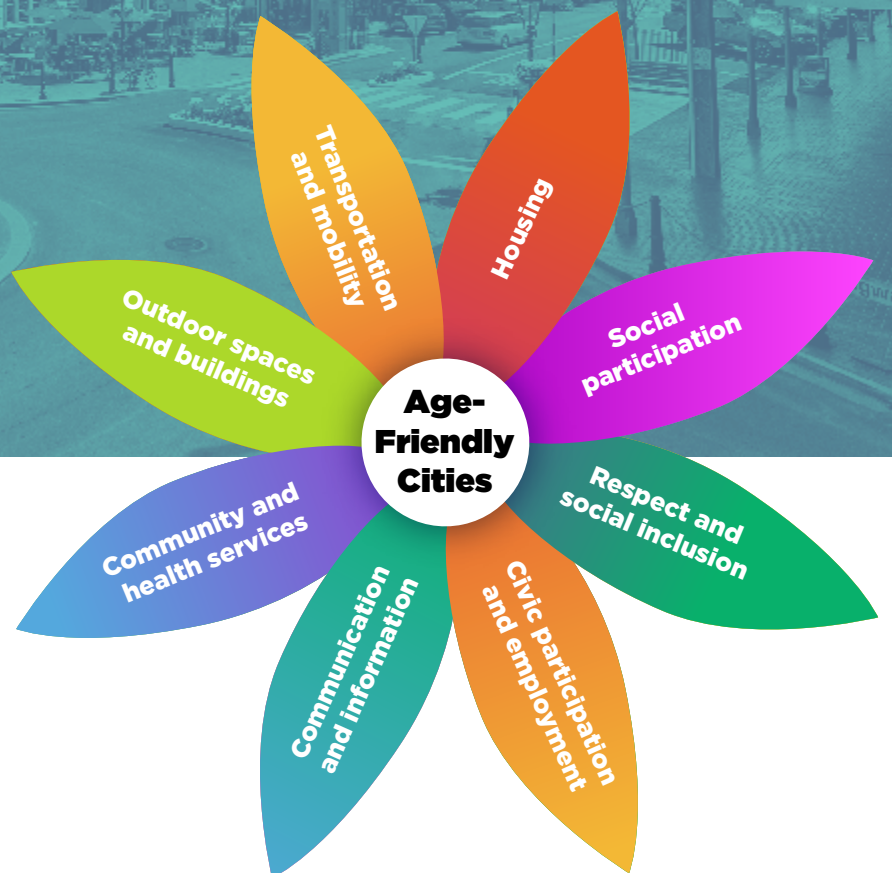 Age-
Friendly
Cities
Housing
Social
participation
Respect and
social inclusion
Civic participation
and employment
Communication
and information
Community and
health services
Outdoor spaces
and buildings
Transportation
and mobility